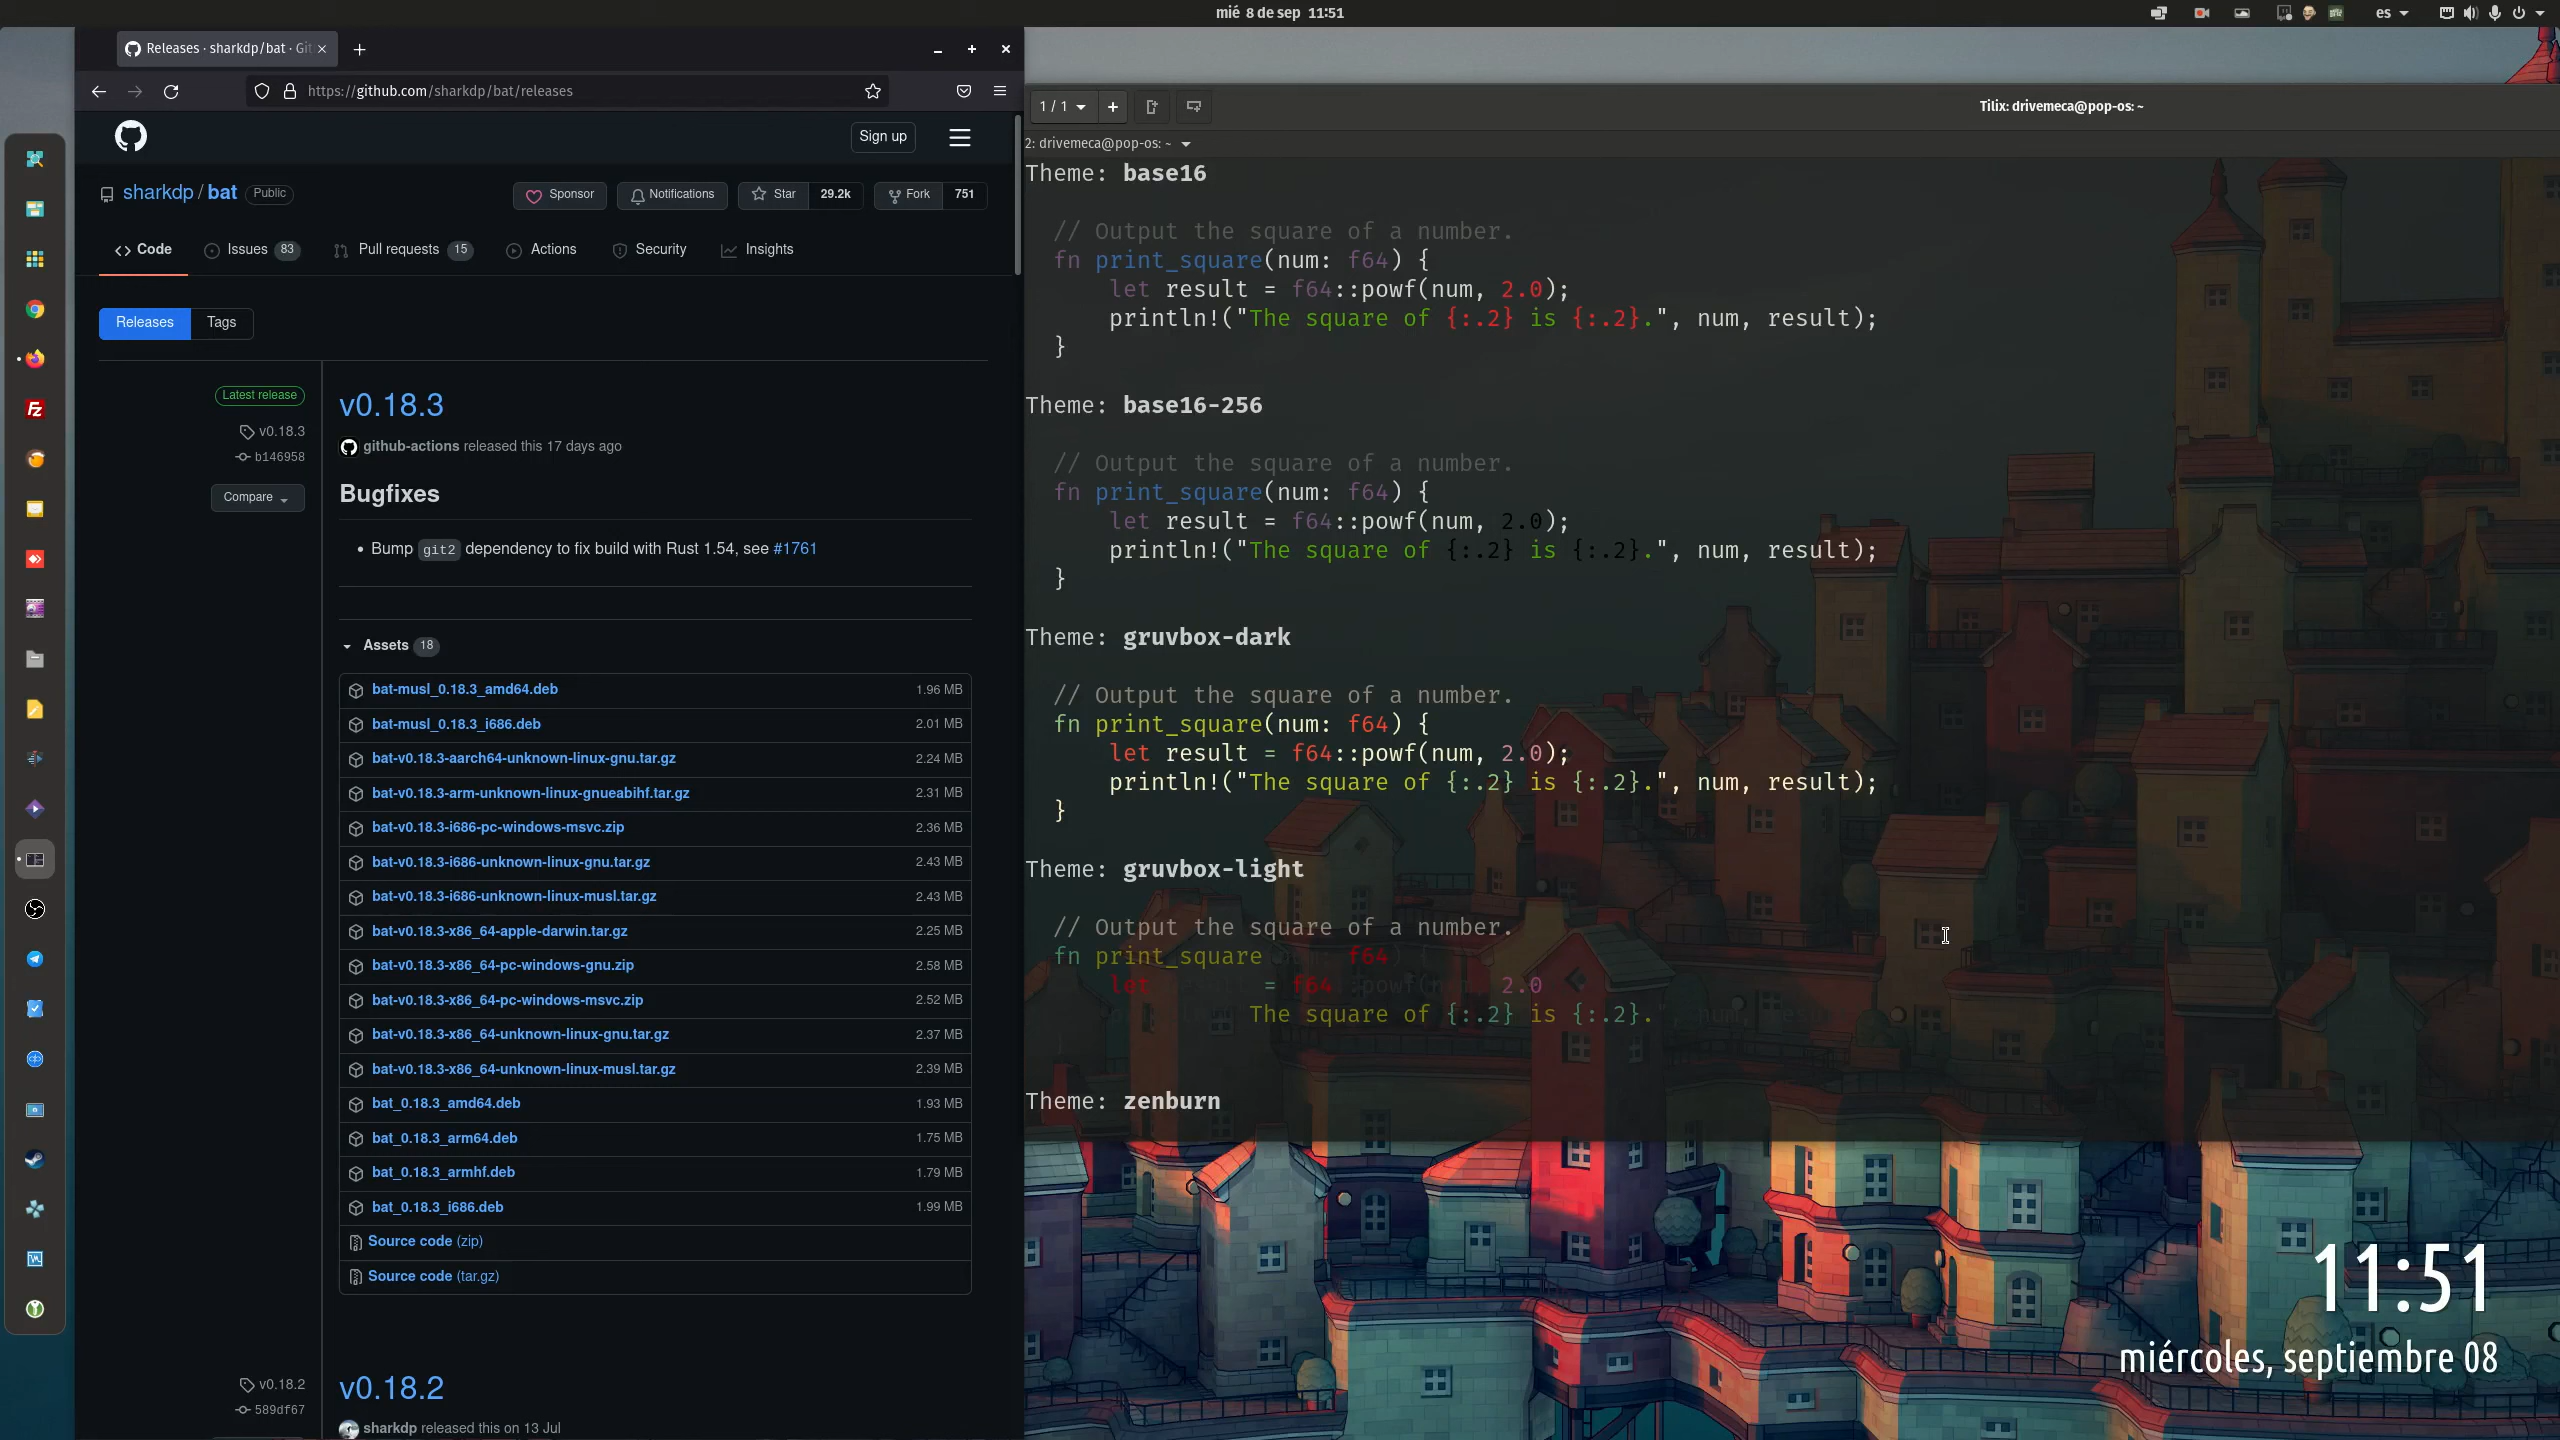 mié 8 de sep 11:51
es
Releases · sharkdp/bat · Git
https://github.com/sharkdp/bat/releases
Sign up
sharkdp / bat Public
Sponsor Notifications Star 29.2k Fork 751
Code Issues 83 Pull requests 15 Actions Security Insights
Releases Tags
Latest release
v0.18.3
b146958
Compare
v0.18.3
github-actions released this 17 days ago
Bugfixes
• Bump git2 dependency to fix build with Rust 1.54, see #1761
Assets 18
bat-musl_0.18.3_amd64.deb 1.96 MB
bat-musl_0.18.3_i686.deb 2.01 MB
bat-v0.18.3-aarch64-unknown-linux-gnu.tar.gz 2.24 MB
bat-v0.18.3-arm-unknown-linux-gnueabihf.tar.gz 2.31 MB
bat-v0.18.3-i686-pc-windows-msvc.zip 2.36 MB
bat-v0.18.3-i686-unknown-linux-gnu.tar.gz 2.43 MB
bat-v0.18.3-i686-unknown-linux-musl.tar.gz 2.43 MB
bat-v0.18.3-x86_64-apple-darwin.tar.gz 2.25 MB
bat-v0.18.3-x86_64-pc-windows-gnu.zip 2.58 MB
bat-v0.18.3-x86_64-pc-windows-msvc.zip 2.52 MB
bat-v0.18.3-x86_64-unknown-linux-gnu.tar.gz 2.37 MB
bat-v0.18.3-x86_64-unknown-linux-musl.tar.gz 2.39 MB
bat_0.18.3_amd64.deb 1.93 MB
bat_0.18.3_arm64.deb 1.75 MB
bat_0.18.3_armhf.deb 1.79 MB
bat_0.18.3_i686.deb 1.99 MB
Source code (zip)
Source code (tar.gz)
v0.18.2
589df67
v0.18.2
sharkdp released this on 13 Jul
1 / 1
Tilix: drivemeca@pop-os: ~
2: drivemeca@pop-os: ~
Theme: base16
// Output the square of a number.
fn print_square(num: f64) {
let result = f64::powf(num, 2.0);
println!("The square of {:.2} is {:.2}.", num, result);
}
Theme: base16-256
// Output the square of a number.
fn print_square(num: f64) {
let result = f64::powf(num, 2.0);
println!("The square of {:.2} is {:.2}.", num, result);
}
Theme: gruvbox-dark
// Output the square of a number.
fn print_square(num: f64) {
let result = f64::powf(num, 2.0);
println!("The square of {:.2} is {:.2}.", num, result);
}
Theme: gruvbox-light
// Output the square of a number.
fn print_square f64
let = f64 powf(num, 2.0
The square of {:.2} is {:.2}.", num,
Theme: zenburn
11:51
miércoles, septiembre 08